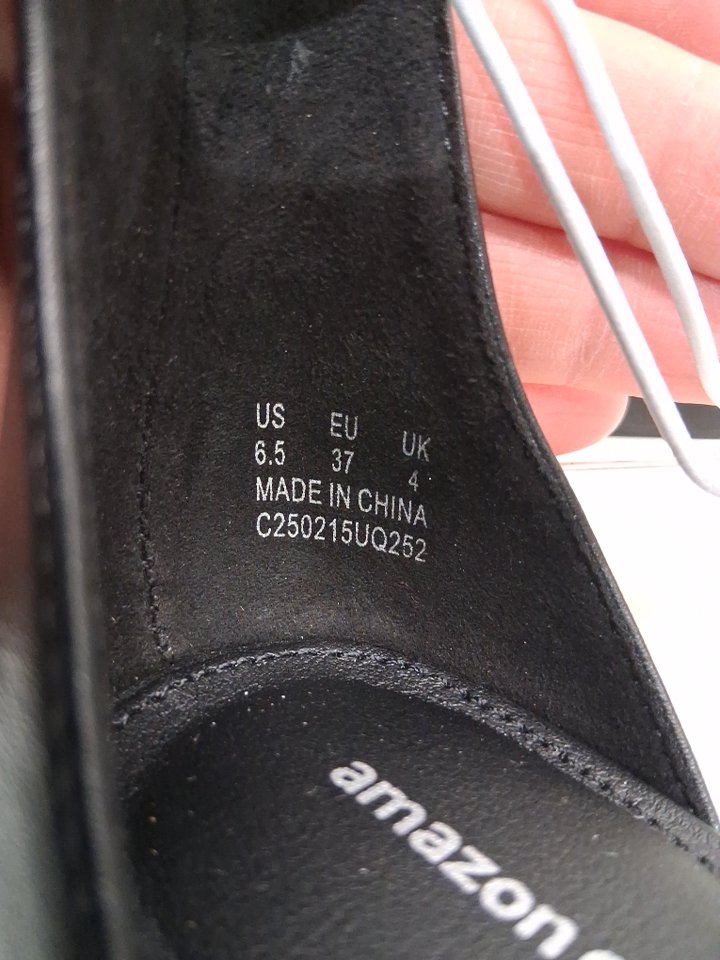 US EU UK
6.5 37 4
MADE IN CHINA
C250215UQ252
amazon